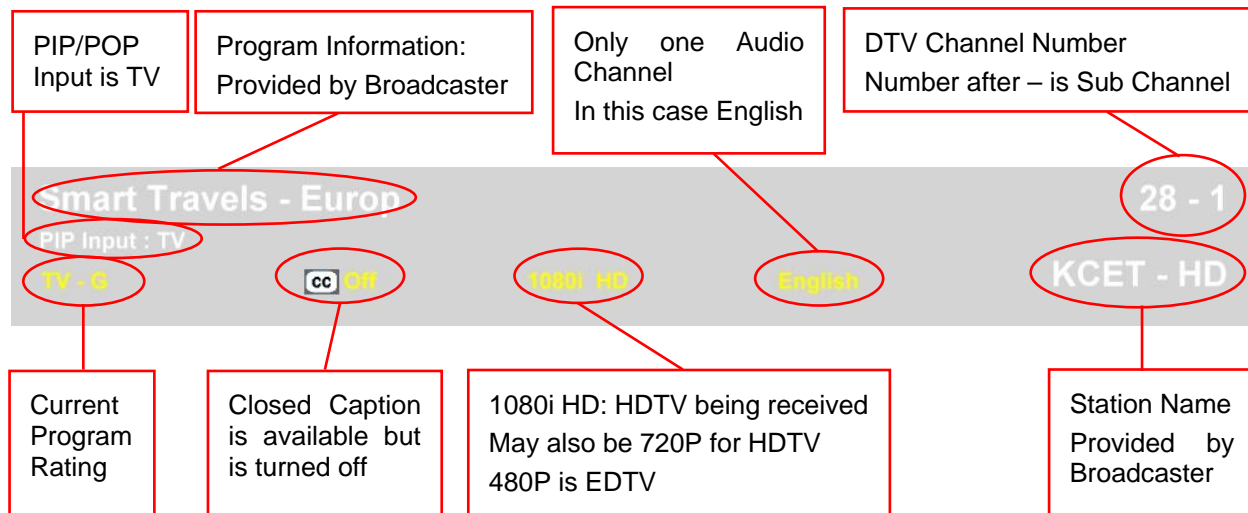 PIP/POP
Input is TV
Program Information:
Provided by Broadcaster
Only one Audio
Channel
In this case English
DTV Channel Number
Number after – is Sub Channel
Smart Travels - Europ
28 - 1
PIP Input : TV
TV - G
cc Off
1080i HD
English
KCET - HD
Current
Program
Rating
Closed Caption
is available but
is turned off
1080i HD: HDTV being received
May also be 720P for HDTV
480P is EDTV
Station Name
Provided by
Broadcaster